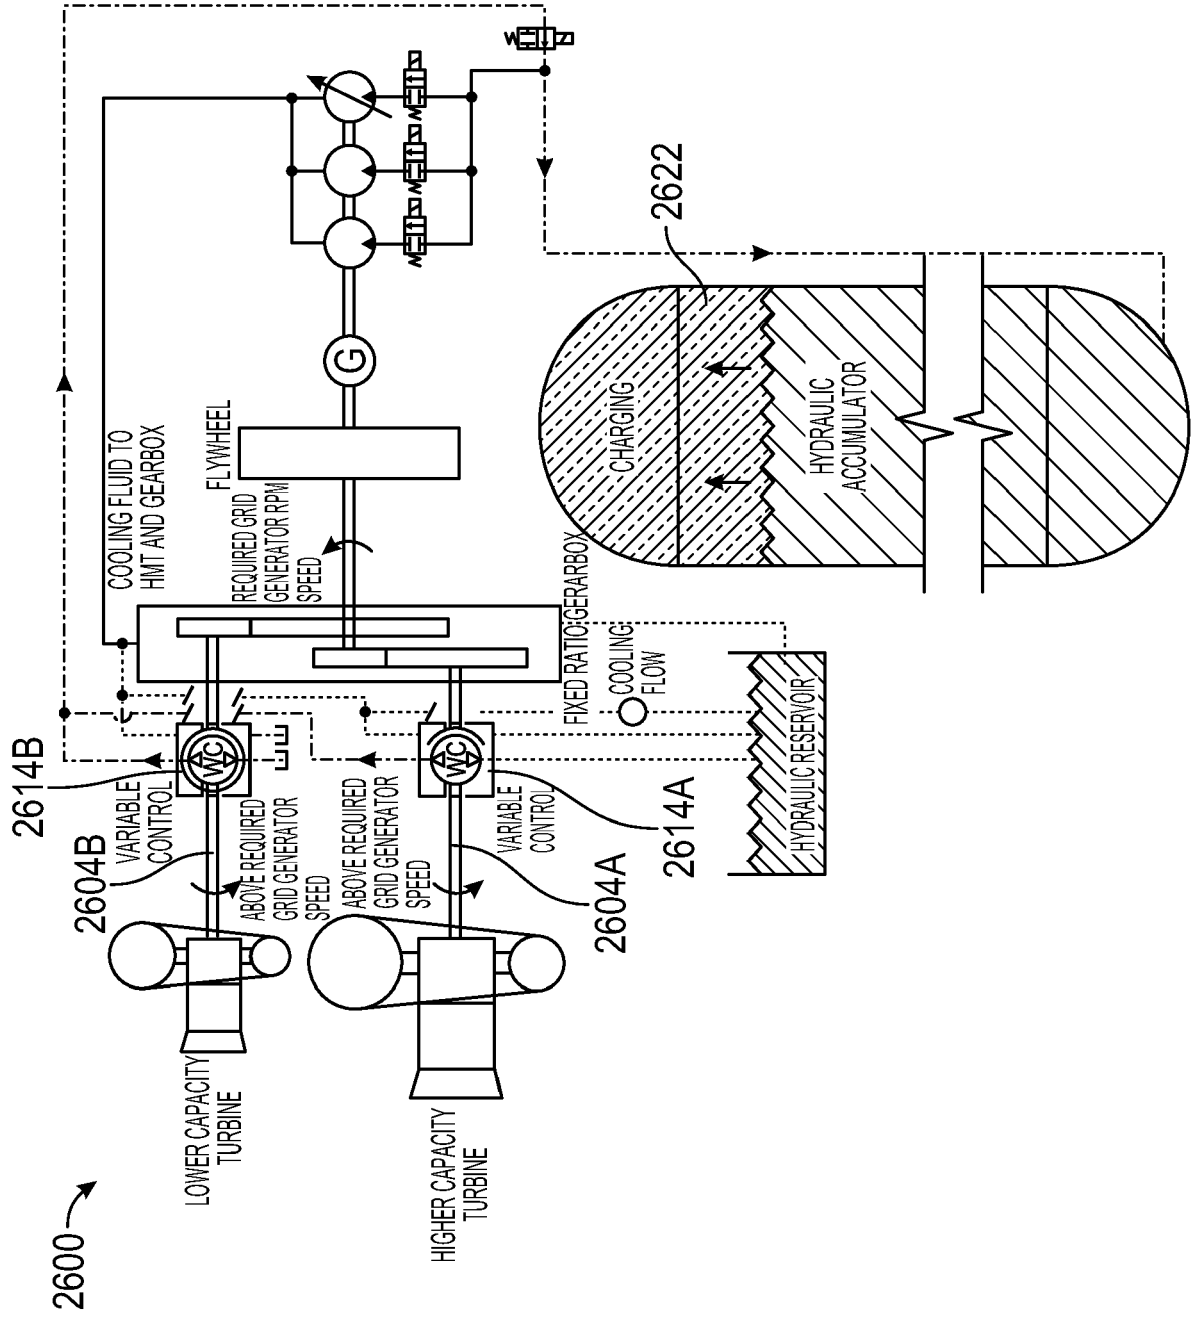 2600
LOWER CAPACITY
TURBINE
HIGHER CAPACITY
TURBINE
2604B
2604A
ABOVE REQUIRED
GRID GENERATOR
SPEED
ABOVE REQUIRED
GRID GENERATOR
SPEED
2614B
VARIABLE
CONTROL
WC
2614A
VARIABLE
CONTROL
WC
COOLING FLUID TO
HMT AND GEARBOX
FIXED RATIO GERARBOX
COOLING
FLOW
HYDRAULIC RESERVOIR
REQUIRED GRID
GENERATOR RPM
SPEED
FLYWHEEL
G
CHARGING
HYDRAULIC
ACCUMULATOR
2622